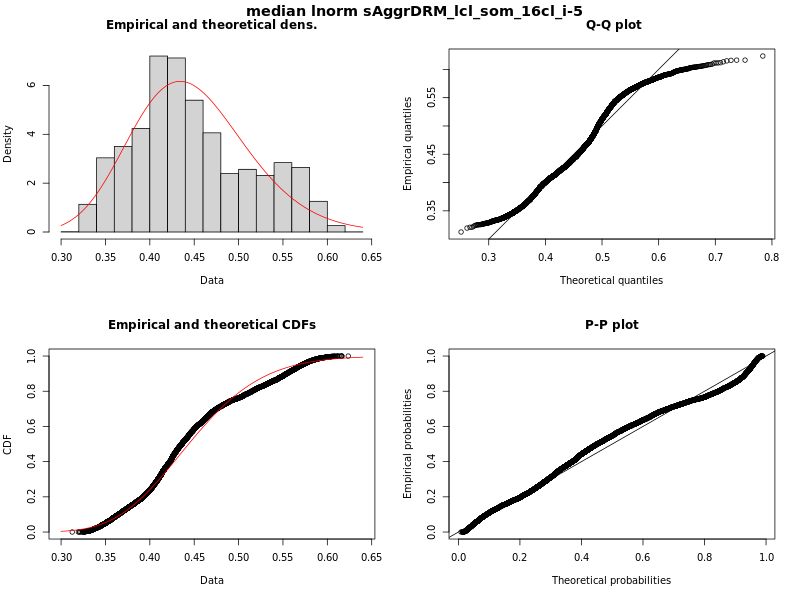 median lnorm sAggrDRM_lcl_som_16cl_i-5
Empirical and theoretical dens.
Density
0 2 4 6
0.30 0.35 0.40 0.45 0.50 0.55 0.60 0.65
Data
Q-Q plot
Empirical quantiles
0.35 0.45 0.55
0.3 0.4 0.5 0.6 0.7 0.8
Theoretical quantiles
Empirical and theoretical CDFs
CDF
0.0 0.2 0.4 0.6 0.8 1.0
0.30 0.35 0.40 0.45 0.50 0.55 0.60 0.65
Data
P-P plot
Empirical probabilities
0.0 0.2 0.4 0.6 0.8 1.0
0.0 0.2 0.4 0.6 0.8 1.0
Theoretical probabilities